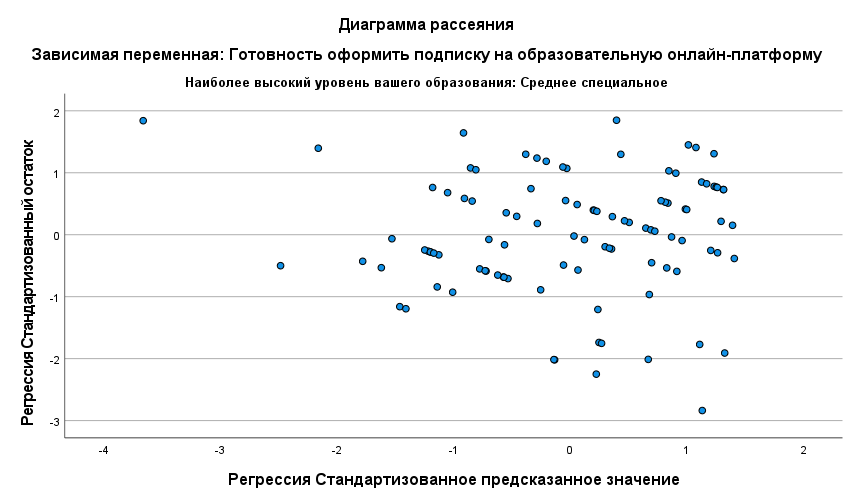 Диаграмма рассеяния
Зависимая переменная: Готовность оформить подписку на образовательную онлайн-платформу
Наиболее высокий уровень вашего образования: Среднее специальное
Регрессия Стандартизованный остаток
2
1
0
-1
-2
-3
-4
-3
-2
-1
0
1
2
Регрессия Стандартизованное предсказанное значение